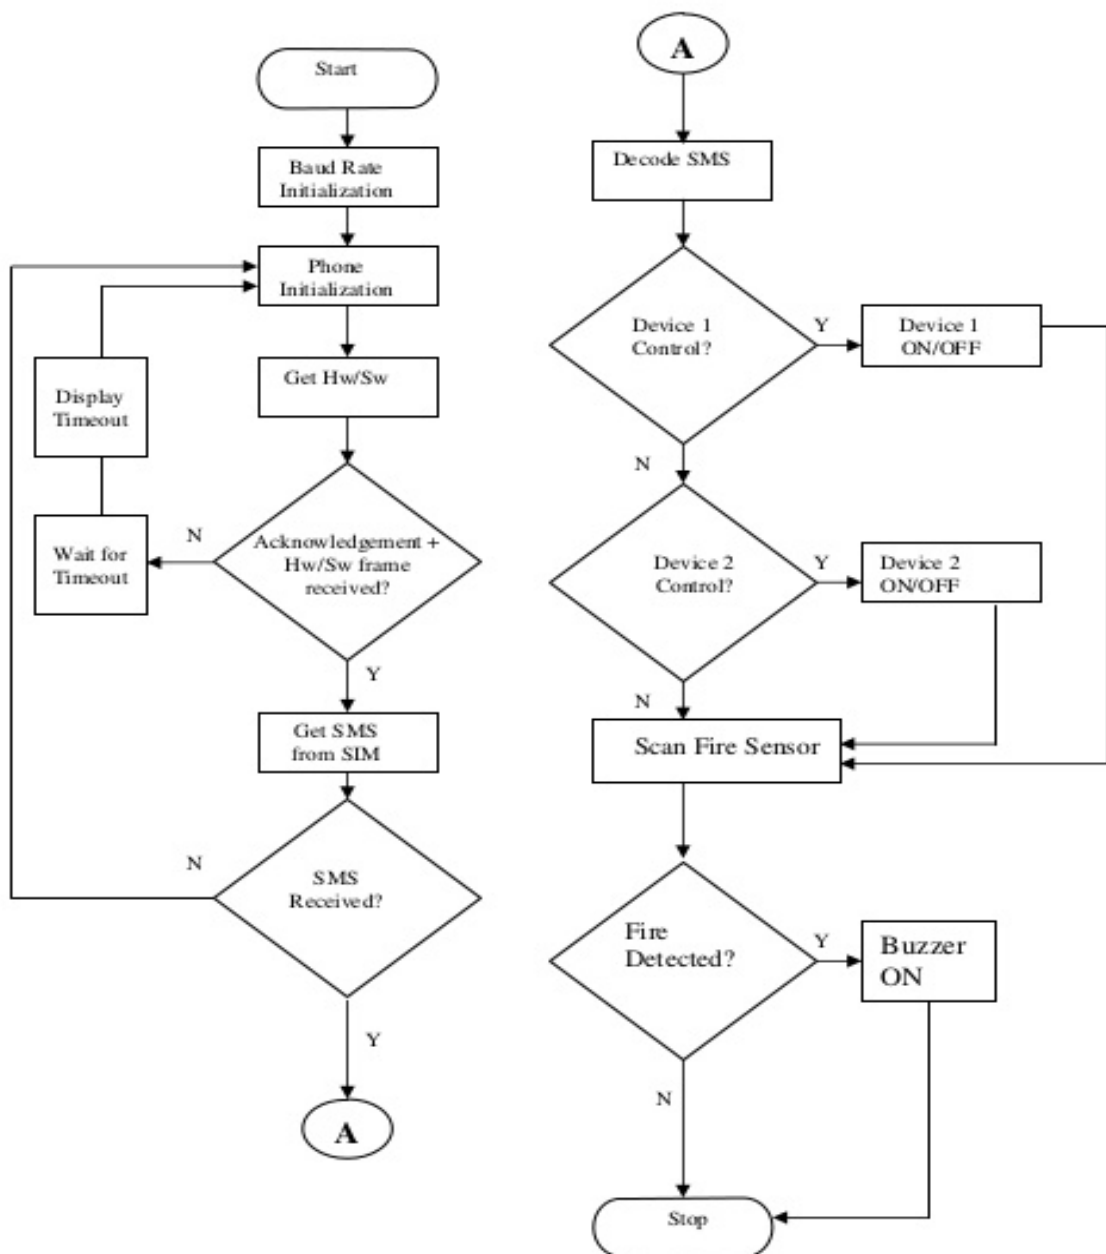 Start
Baud Rate
Initialization
Phone
Initialization
Get Hw/Sw
Display
Timeout
Wait for
Timeout
N
Acknowledgement +
Hw/Sw frame
received?
Y
Get SMS
from SIM
N
SMS
Received?
Y
A
A
Decode SMS
Device 1
Control?
Y
Device 1
ON/OFF
N
Device 2
Control?
Y
Device 2
ON/OFF
N
Scan Fire Sensor
Fire
Detected?
Y
Buzzer
ON
N
Stop